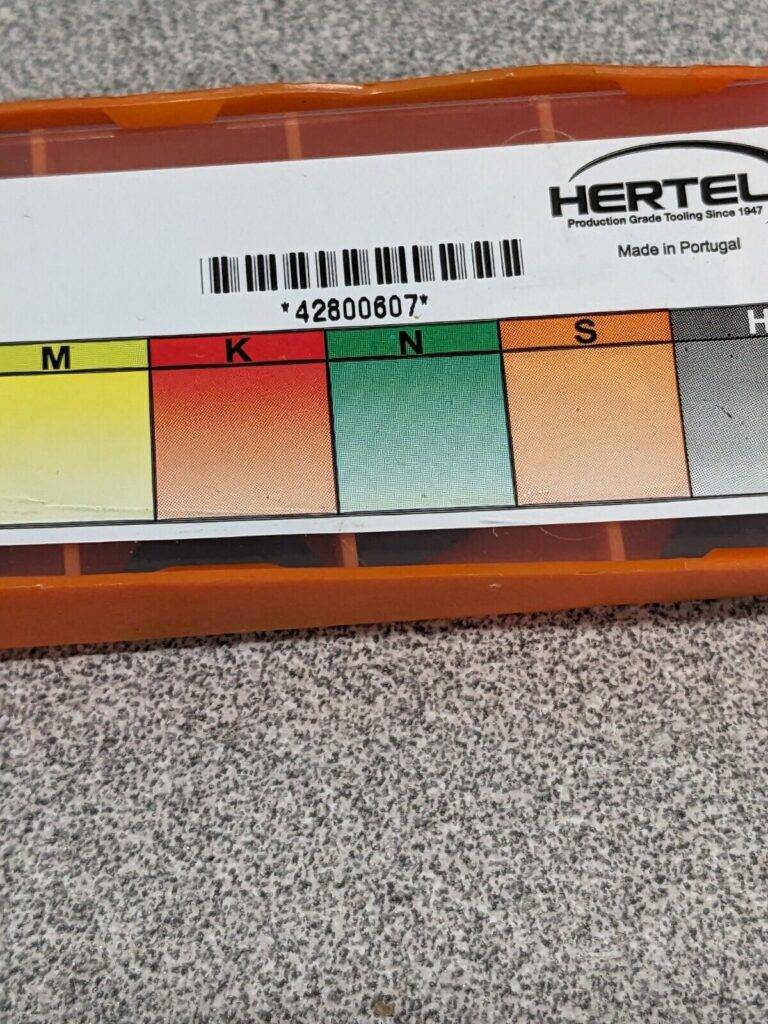 HERTEL
Production Grade Tooling Since 1947
Made in Portugal
*42800607*
M K N S H